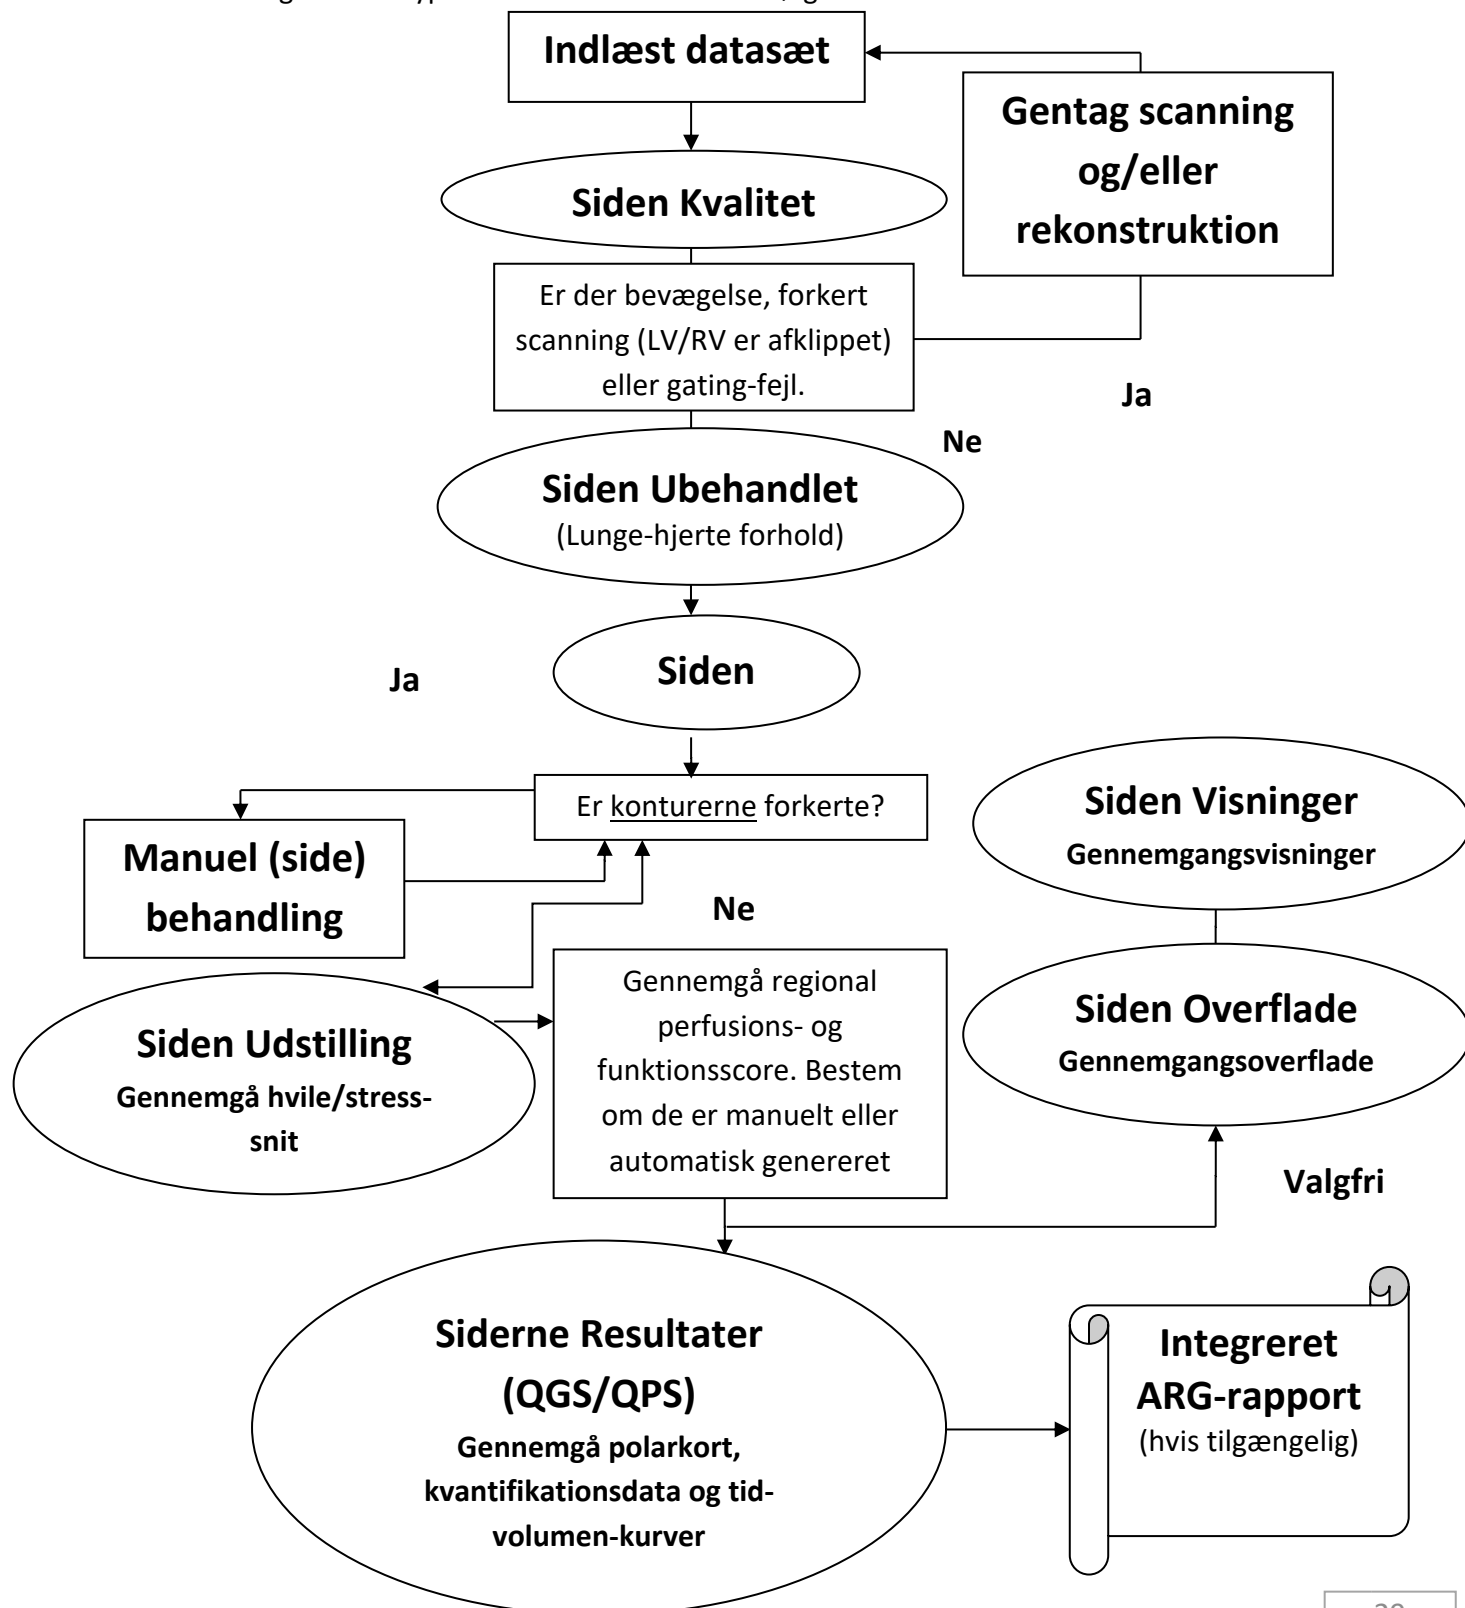 Indlæst datasæt
Gentag scanning
og/eller
rekonstruktion
Siden Kvalitet
Er der bevægelse, forkert
scanning (LV/RV er afklippet)
eller gating-fejl.
Ja
Ne
Siden Ubehandlet
(Lunge-hjerte forhold)
Siden
Ja
Er konturerne forkerte?
Manuel (side)
behandling
Ne
Siden Visninger
Gennemgangsvisninger
Siden Overflade
Gennemgangsoverflade
Siden Udstilling
Gennemgå hvile/stress-
snit
Gennemgå regional
perfusions- og
funktionsscore. Bestem
om de er manuelt eller
automatisk genereret
Valgfri
Siderne Resultater
(QGS/QPS)
Gennemgå polarkort,
kvantifikationsdata og tid-
volumen-kurver
Integreret
ARG-rapport
(hvis tilgængelig)